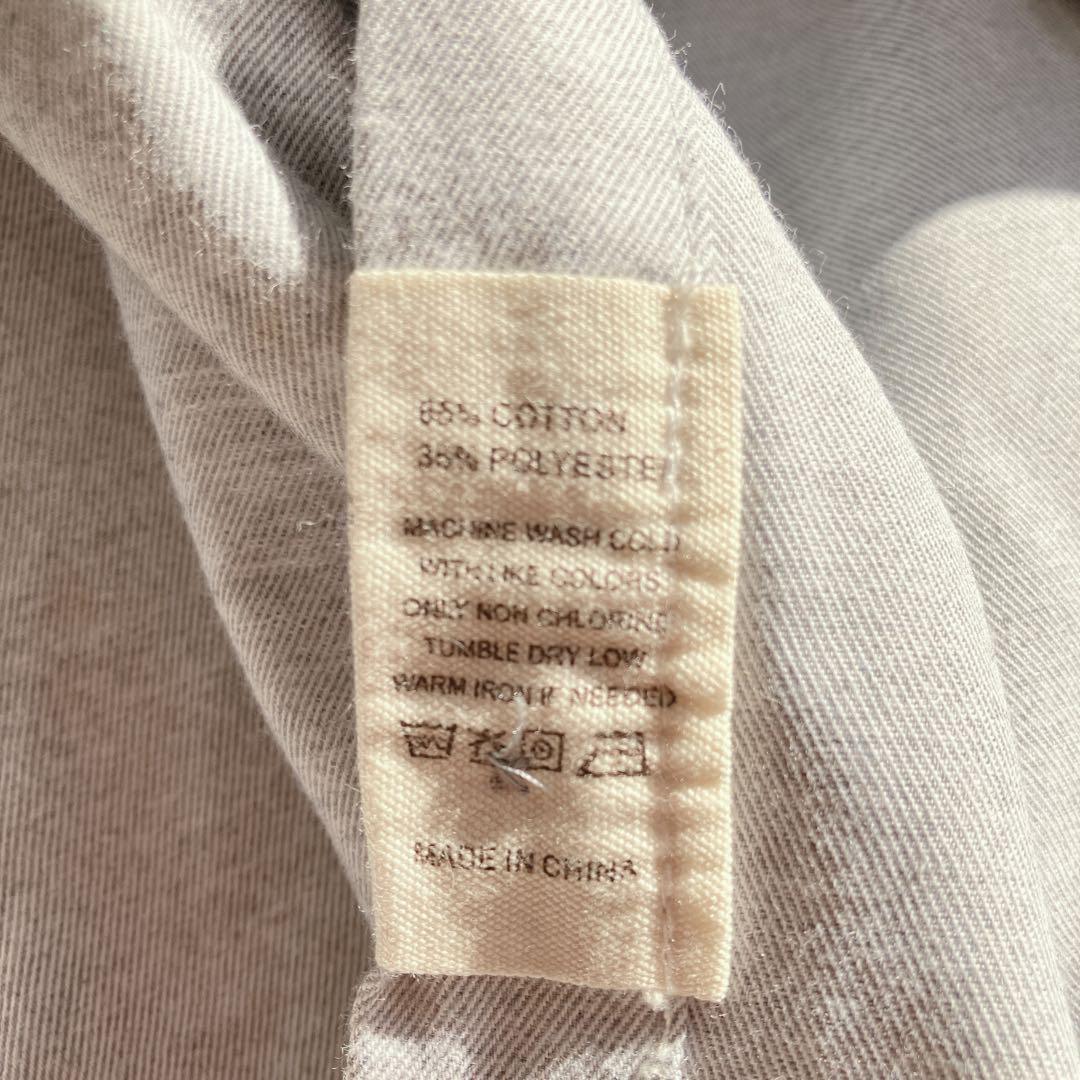 65% COTTON
35% POLYESTE
MACHINE WASH COLD
WITH LIKE COLORS
ONLY NON CHLORINE
TUMBLE DRY LOW
WARM IRON IF NEEDED
MADE IN CHINA